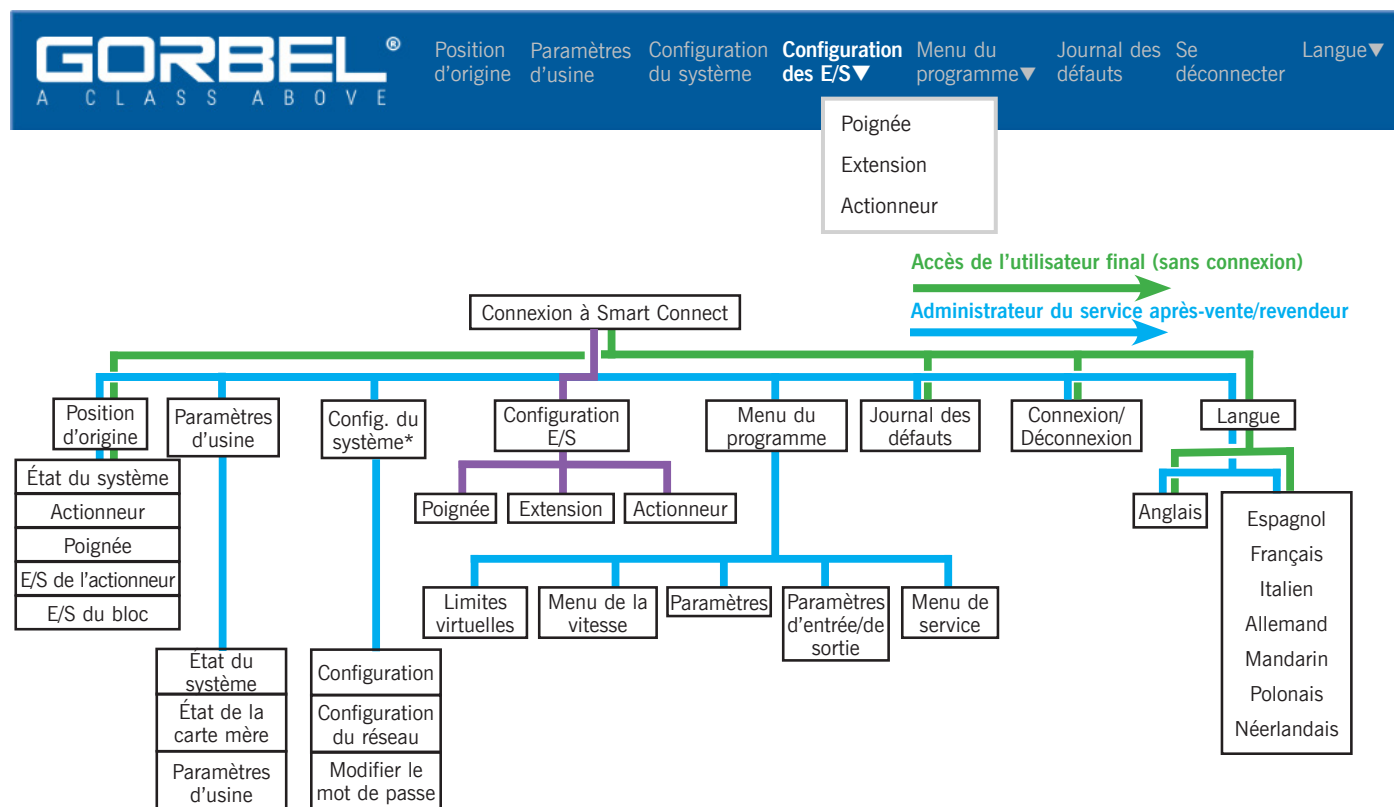 GORBEL®
A CLASS ABOVE
Position
d'origine
Paramètres
d'usine
Configuration
du système
Configuration
des E/S▼
Menu du
programme▼
Journal des
défauts
Se
déconnecter
Langue▼
Poignée
Extension
Actionneur
Accès de l'utilisateur final (sans connexion)
Administrateur du service après-vente/revendeur
Connexion à Smart Connect
Position
d'origine
Paramètres
d'usine
Config. du
système*
Configuration
E/S
Menu du
programme
Journal des
défauts
Connexion/
Déconnexion
Langue
État du système
Actionneur
Poignée
E/S de l'actionneur
E/S du bloc
Poignée
Extension
Actionneur
Anglais
Espagnol
Français
Italien
Allemand
Mandarin
Polonais
Néerlandais
Limites
virtuelles
Menu de la
vitesse
Paramètres
Paramètres
d'entrée/de
sortie
Menu de
service
État du
système
État de la
carte mère
Paramètres
d'usine
Configuration
Configuration
du réseau
Modifier le
mot de passe